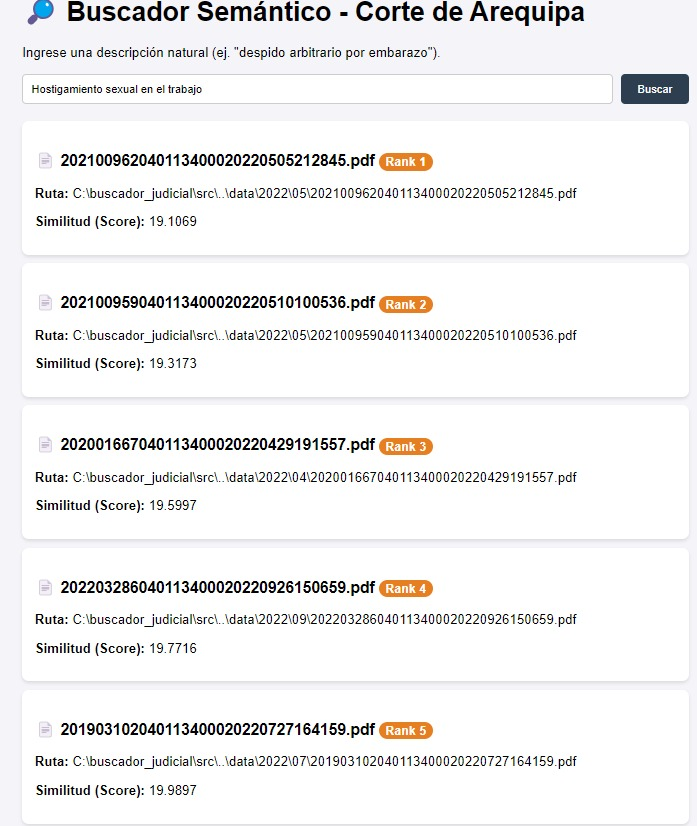 Buscador Semántico - Corte de Arequipa
Ingrese una descripción natural (ej. "despido arbitrario por embarazo").
Hostigamiento sexual en el trabajo Buscar
202100962040113400020220505212845.pdf Rank 1
Ruta: C:\buscador_judicial\src\..\data\2022\05\202100962040113400020220505212845.pdf
Similitud (Score): 19.1069
202100959040113400020220510100536.pdf Rank 2
Ruta: C:\buscador_judicial\src\..\data\2022\05\202100959040113400020220510100536.pdf
Similitud (Score): 19.3173
202001667040113400020220429191557.pdf Rank 3
Ruta: C:\buscador_judicial\src\..\data\2022\04\202001667040113400020220429191557.pdf
Similitud (Score): 19.5997
202203286040113400020220926150659.pdf Rank 4
Ruta: C:\buscador_judicial\src\..\data\2022\09\202203286040113400020220926150659.pdf
Similitud (Score): 19.7716
201903102040113400020220727164159.pdf Rank 5
Ruta: C:\buscador_judicial\src\..\data\2022\07\201903102040113400020220727164159.pdf
Similitud (Score): 19.9897